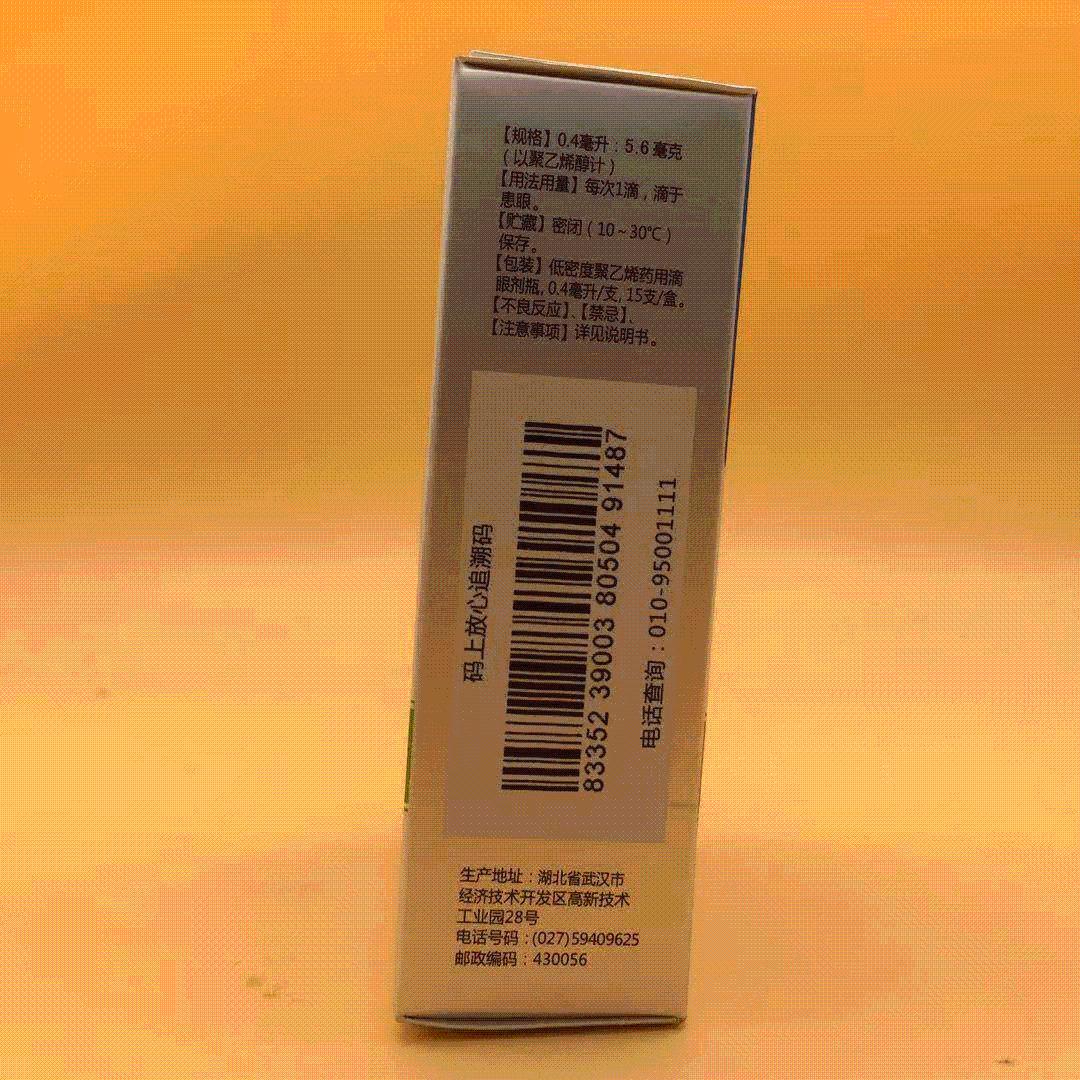 【规格】0.4毫升：5.6毫克
（以聚乙烯醇计）
【用法用量】每次1滴，滴于
患眼。
【贮藏】密闭（10～30℃）
保存。
【包装】低密度聚乙烯药用滴
眼剂瓶, 0.4毫升/支, 15支/盒。
【不良反应】、【禁忌】、
【注意事项】详见说明书。
码上放心追溯码
83352 39003 80504 91487
电话查询：010-95001111
生产地址：湖北省武汉市
经济技术开发区高新技术
工业园28号
电话号码：(027)59409625
邮政编码：430056